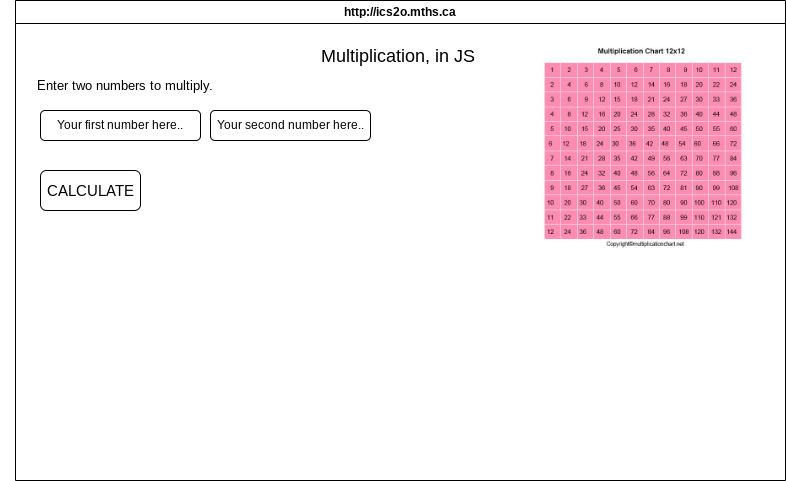 http://ics2o.mths.ca
Multiplication, in JS
Multiplication Chart 12x12
Enter two numbers to multiply.
Your first number here..
Your second number here..
CALCULATE
1 2 3 4 5 6 7 8 9 10 11 12
2 4 6 8 10 12 14 16 18 20 22 24
3 6 9 12 15 18 21 24 27 30 33 36
4 8 12 16 20 24 28 32 36 40 44 48
5 10 15 20 25 30 35 40 45 50 55 60
6 12 18 24 30 36 42 48 54 60 66 72
7 14 21 28 35 42 49 56 63 70 77 84
8 16 24 32 40 48 56 64 72 80 88 96
9 18 27 36 45 54 63 72 81 90 99 108
10 20 30 40 50 60 70 80 90 100 110 120
11 22 33 44 55 66 77 88 99 110 121 132
12 24 36 48 60 72 84 96 108 120 132 144
Copyright@multiplicationchart.net